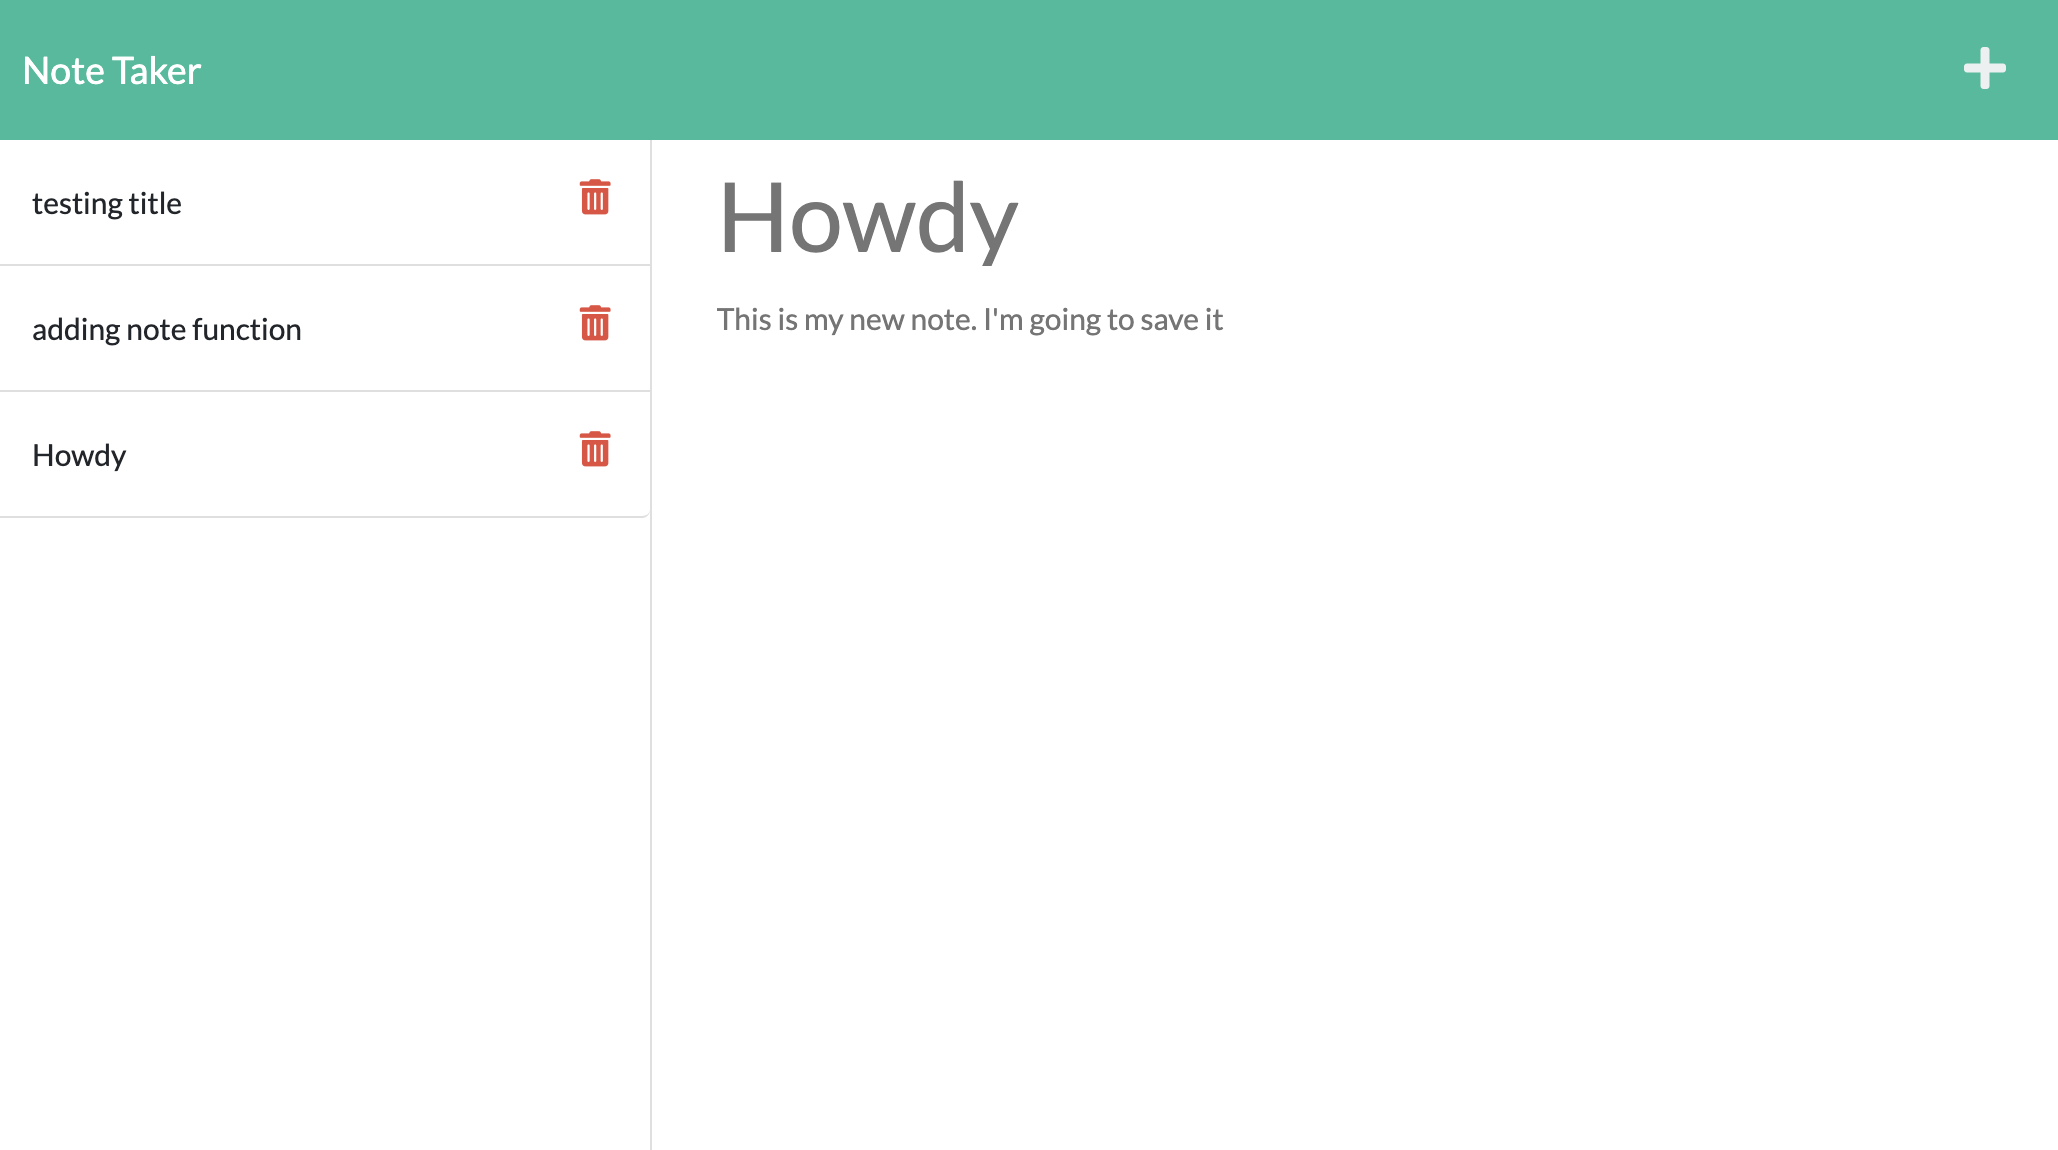 Note Taker
testing title
adding note function
Howdy
Howdy
This is my new note. I'm going to save it